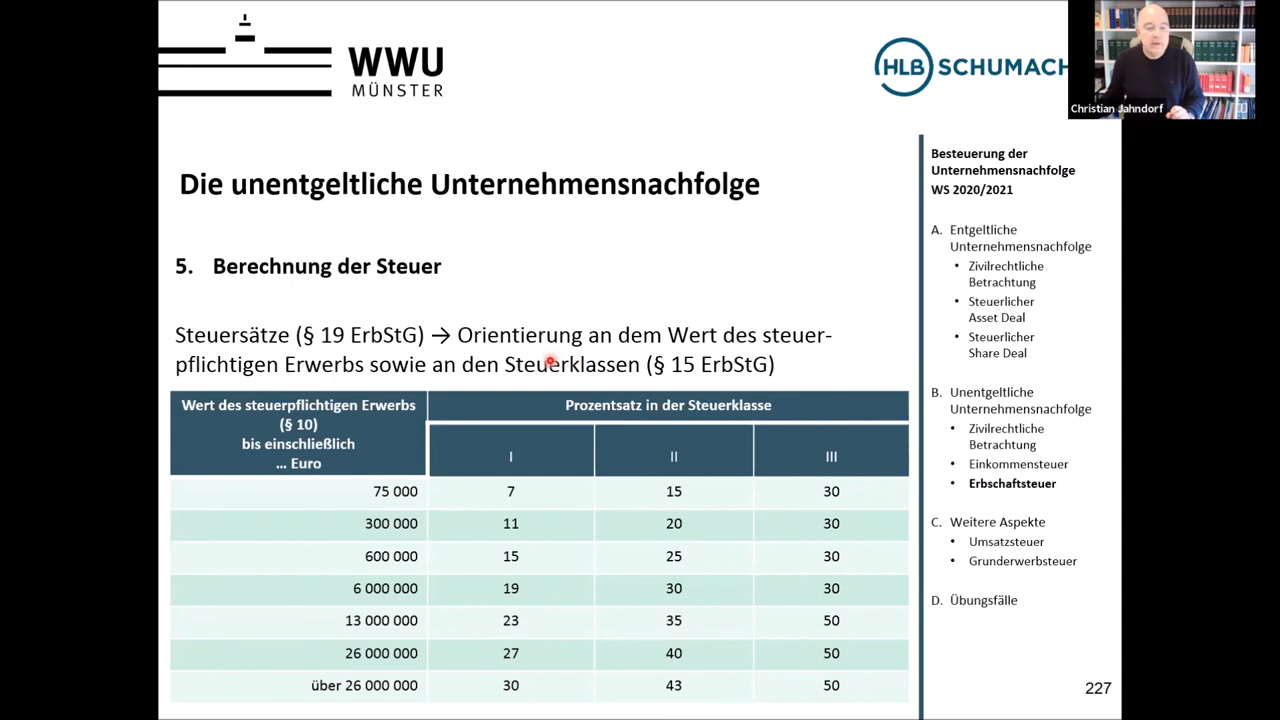 WWU
MÜNSTER
HLB SCHUMACH
Christian Jahndorf
Die unentgeltliche Unternehmensnachfolge
5. Berechnung der Steuer
Steuersätze (§ 19 ErbStG) → Orientierung an dem Wert des steuer-
pflichtigen Erwerbs sowie an den Steuerklassen (§ 15 ErbStG)
Wert des steuerpflichtigen Erwerbs
(§ 10)
bis einschließlich
... Euro
Prozentsatz in der Steuerklasse
I II III
75 000 7 15 30
300 000 11 20 30
600 000 15 25 30
6 000 000 19 30 30
13 000 000 23 35 50
26 000 000 27 40 50
über 26 000 000 30 43 50
Besteuerung der
Unternehmensnachfolge
WS 2020/2021
A. Entgeltliche
Unternehmensnachfolge
• Zivilrechtliche
Betrachtung
• Steuerlicher
Asset Deal
• Steuerlicher
Share Deal
B. Unentgeltliche
Unternehmensnachfolge
• Zivilrechtliche
Betrachtung
• Einkommensteuer
• Erbschaftsteuer
C. Weitere Aspekte
• Umsatzsteuer
• Grunderwerbsteuer
D. Übungsfälle
227